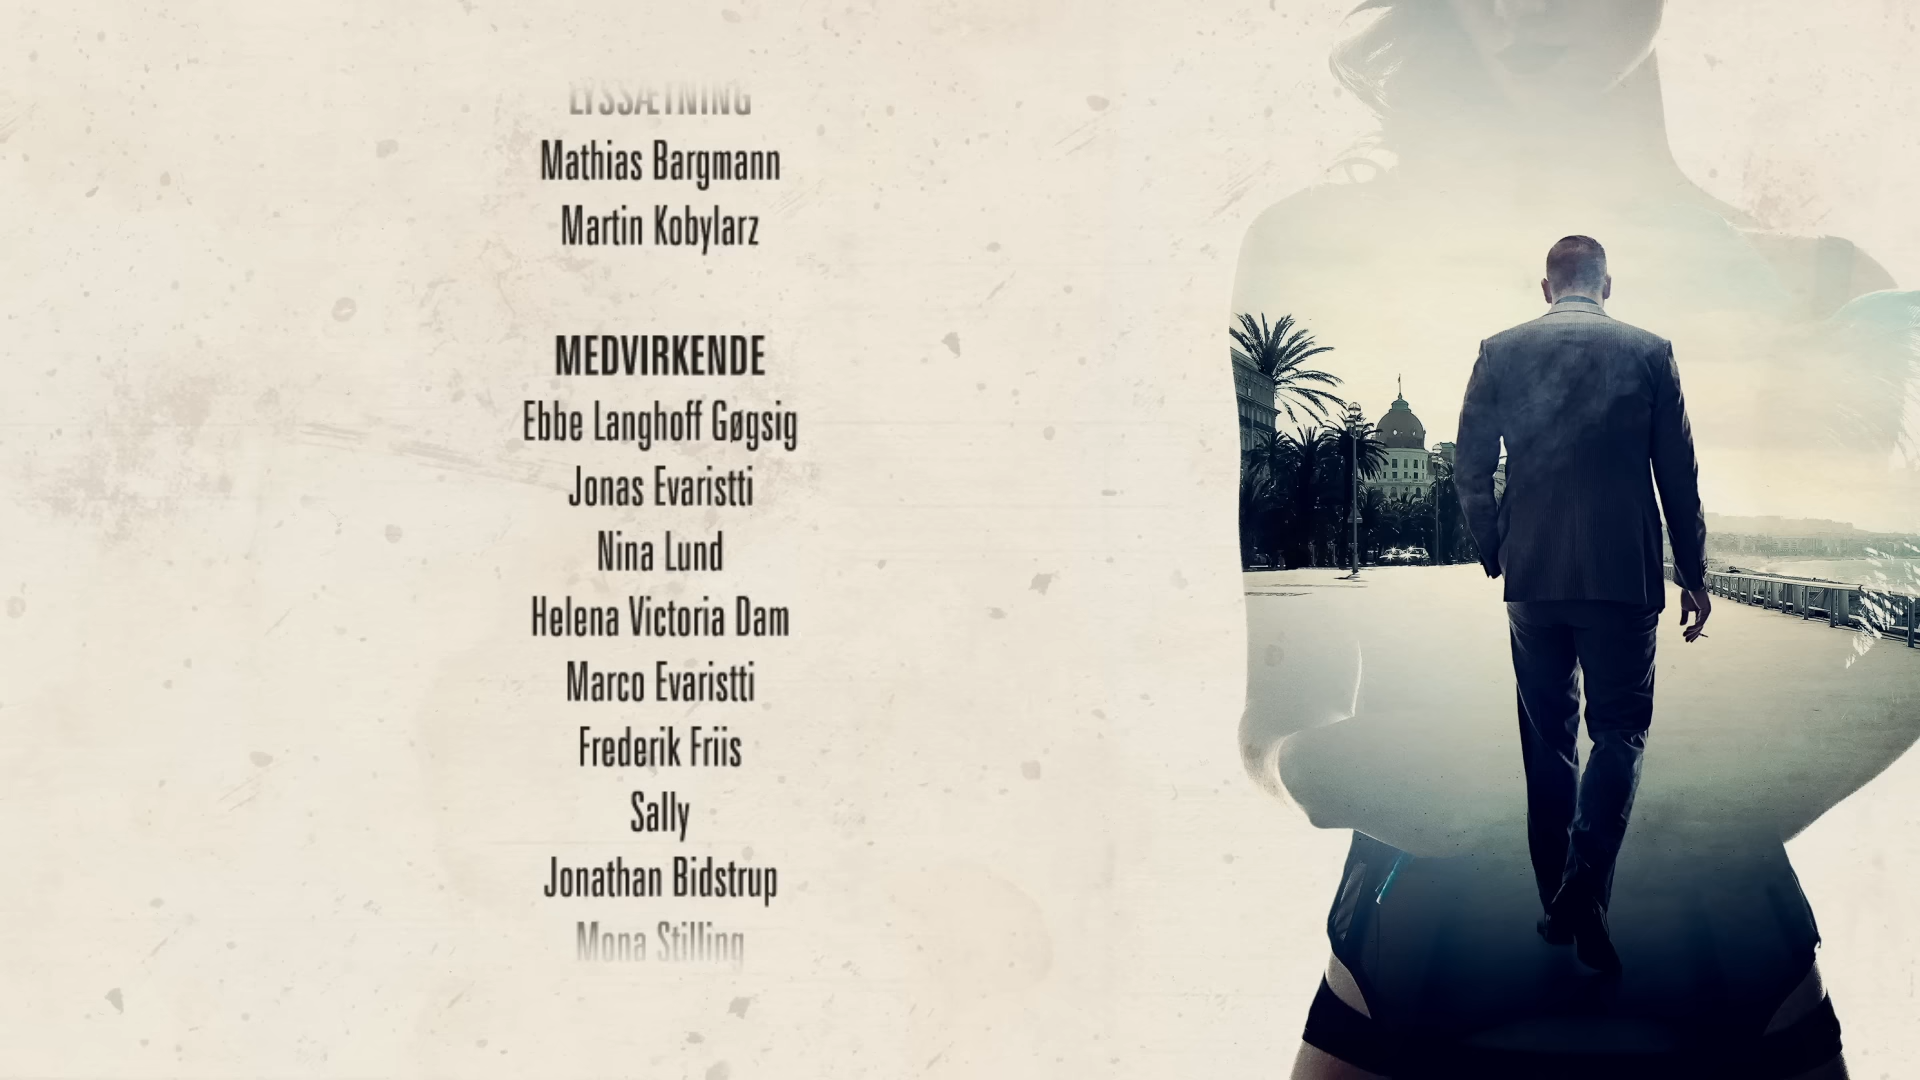 LYSSÆTNING
Mathias Bargmann
Martin Kobylarz
MEDVIRKENDE
Ebbe Langhoff Gøgsig
Jonas Evaristti
Nina Lund
Helena Victoria Dam
Marco Evaristti
Frederik Friis
Sally
Jonathan Bidstrup
Mona Stilling